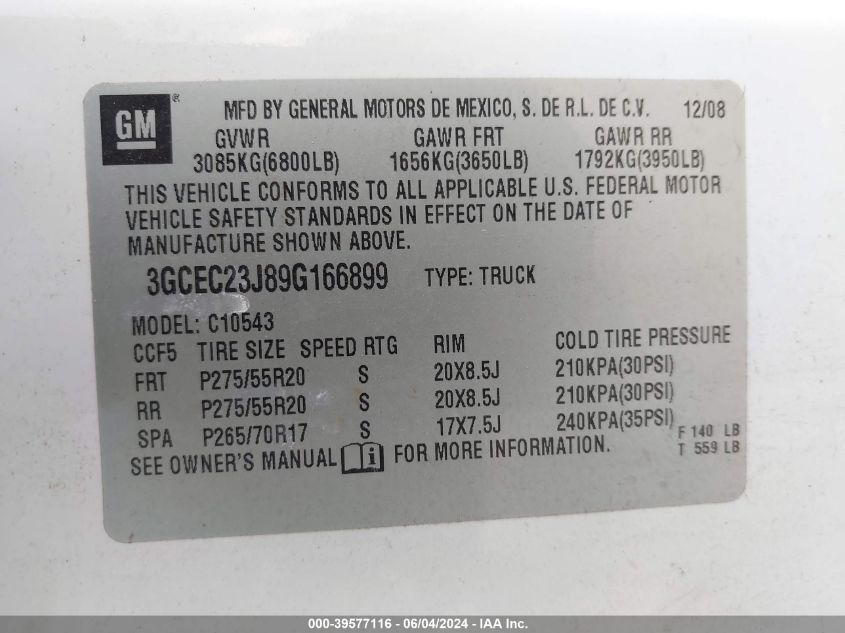 GM ®
MFD BY GENERAL MOTORS DE MEXICO, S. DE R.L. DE C.V. 12/08
GVWR GAWR FRT GAWR RR
3085KG(6800LB) 1656KG(3650LB) 1792KG(3950LB)
THIS VEHICLE CONFORMS TO ALL APPLICABLE U.S. FEDERAL MOTOR
VEHICLE SAFETY STANDARDS IN EFFECT ON THE DATE OF
MANUFACTURE SHOWN ABOVE.
3GCEC23J89G166899 TYPE: TRUCK
MODEL: C10543
CCF5 TIRE SIZE SPEED RTG RIM COLD TIRE PRESSURE
FRT P275/55R20 S 20X8.5J 210KPA(30PSI)
RR P275/55R20 S 20X8.5J 210KPA(30PSI)
SPA P265/70R17 S 17X7.5J 240KPA(35PSI) F 140 LB
SEE OWNER'S MANUAL i FOR MORE INFORMATION. T 559 LB
000-39577116 - 06/04/2024 - IAA Inc.